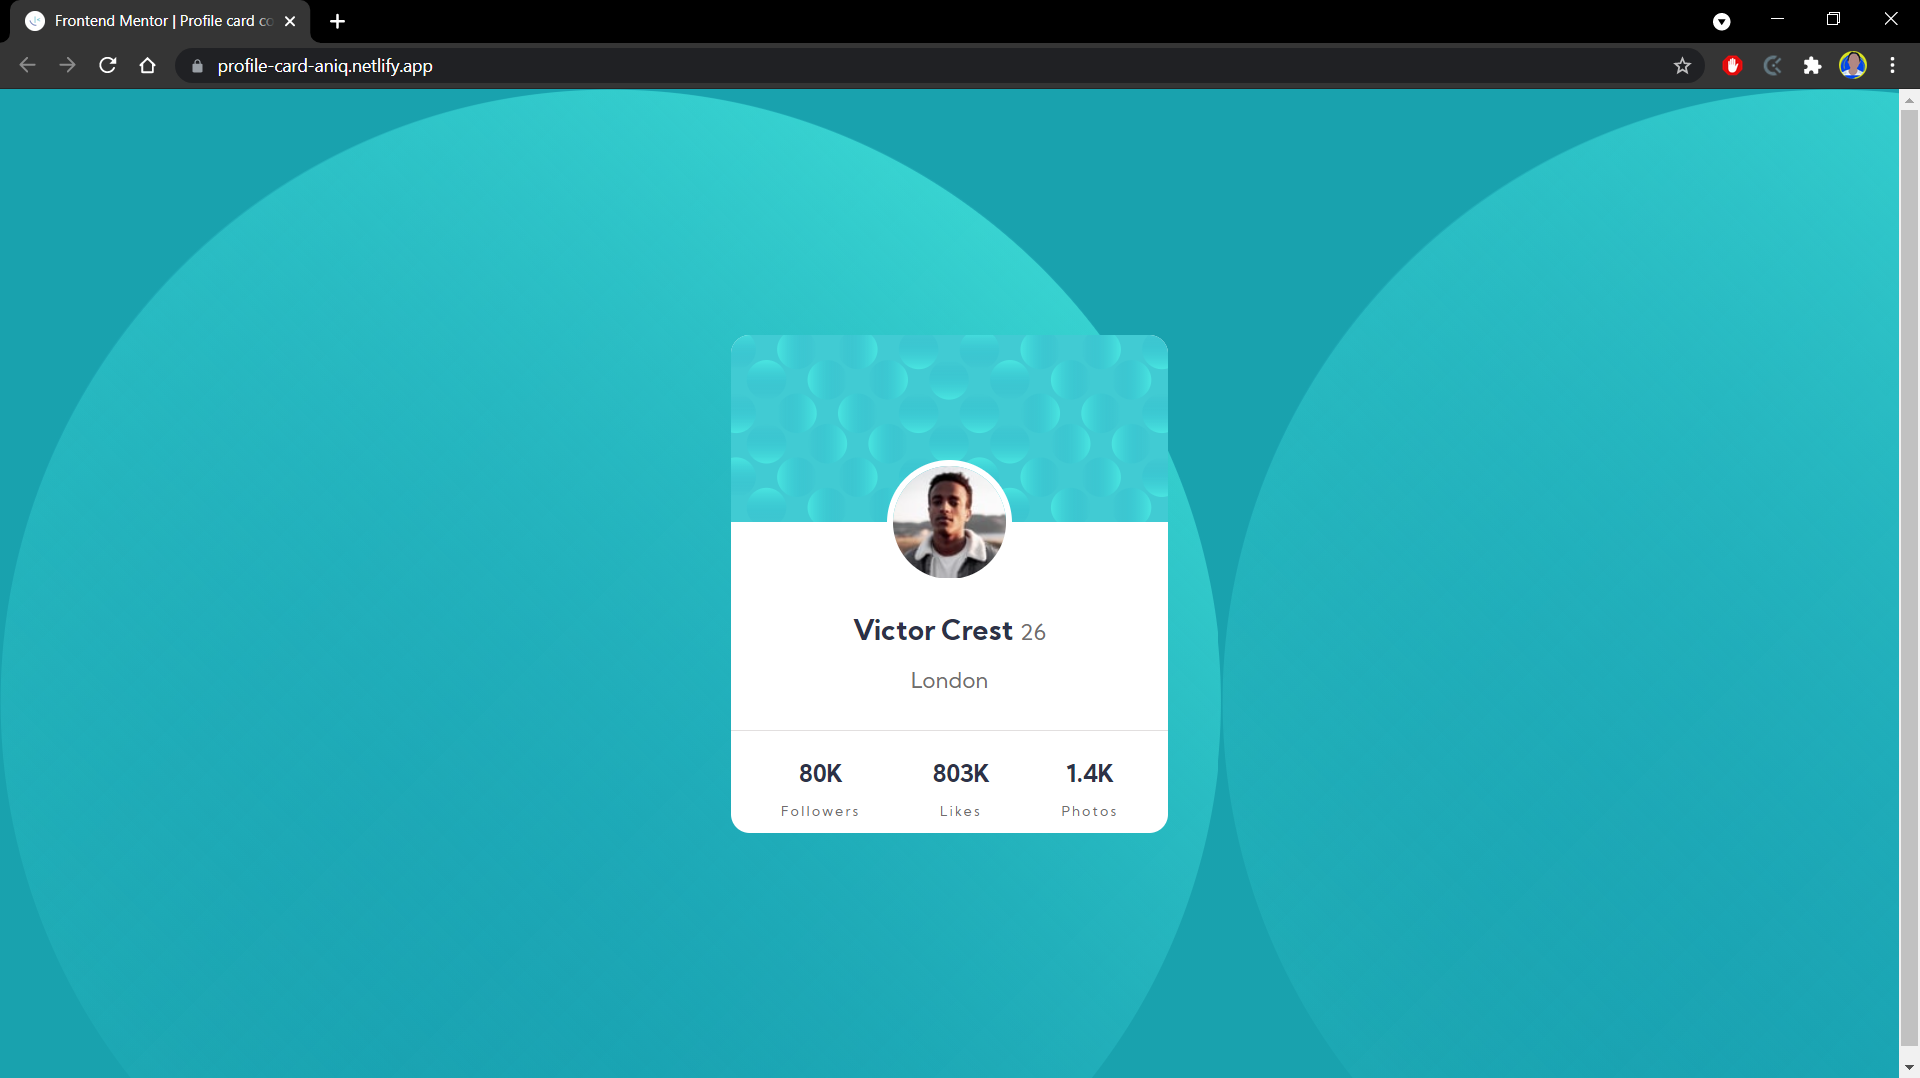 Frontend Mentor | Profile card co
profile-card-aniq.netlify.app
Victor Crest 26
London
80K 803K 1.4K
Followers Likes Photos